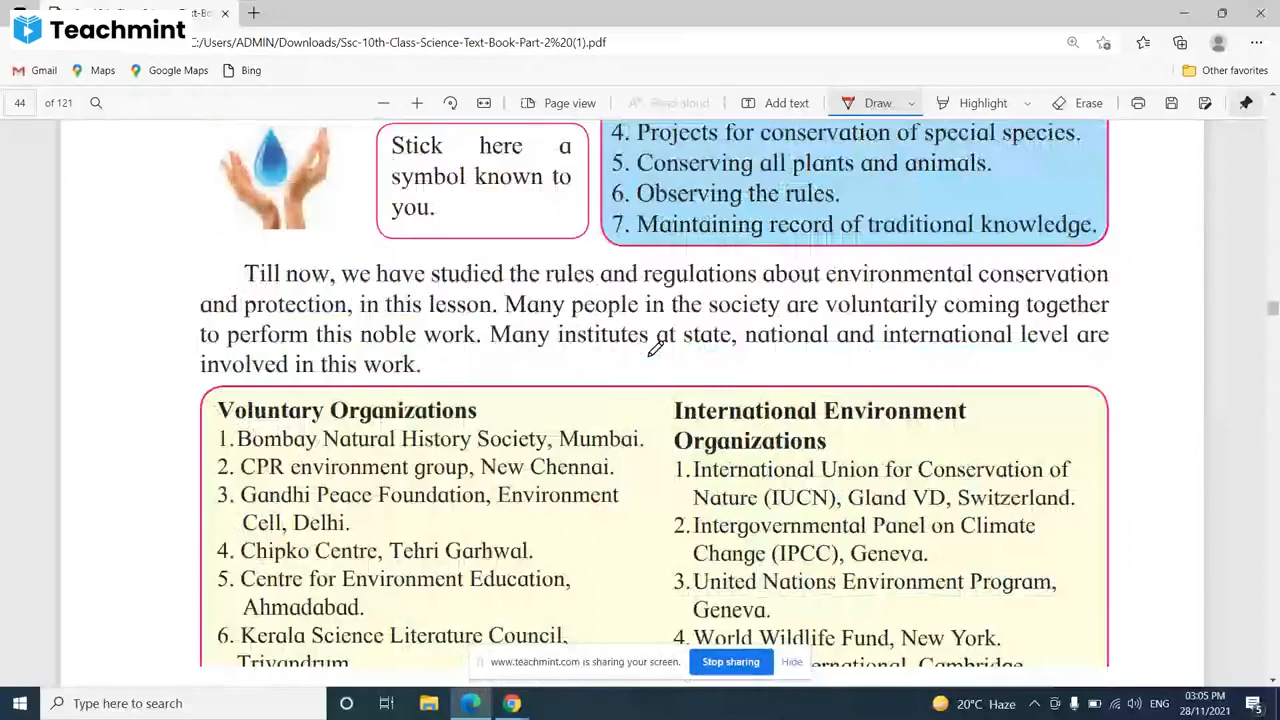 Teachmint
C:/Users/ADMIN/Downloads/Ssc-10th-Class-Science-Text-Book-Part-2%20(1).pdf
Gmail Maps Google Maps Bing Other favorites
44 of 121 Page view Read aloud Add text Draw Highlight Erase
Stick here a
symbol known to
you.
4. Projects for conservation of special species.
5. Conserving all plants and animals.
6. Observing the rules.
7. Maintaining record of traditional knowledge.
Till now, we have studied the rules and regulations about environmental conservation
and protection, in this lesson. Many people in the society are voluntarily coming together
to perform this noble work. Many institutes at state, national and international level are
involved in this work.
Voluntary Organizations
1. Bombay Natural History Society, Mumbai.
2. CPR environment group, New Chennai.
3. Gandhi Peace Foundation, Environment
Cell, Delhi.
4. Chipko Centre, Tehri Garhwal.
5. Centre for Environment Education,
Ahmadabad.
6. Kerala Science Literature Council,
Trivandrum
International Environment
Organizations
1. International Union for Conservation of
Nature (IUCN), Gland VD, Switzerland.
2. Intergovernmental Panel on Climate
Change (IPCC), Geneva.
3. United Nations Environment Program,
Geneva.
4. World Wildlife Fund, New York.
Cambridge
www.teachmint.com is sharing your screen. Stop sharing Hide
Type here to search
20°C Haze ENG 03:05 PM
28/11/2021 5